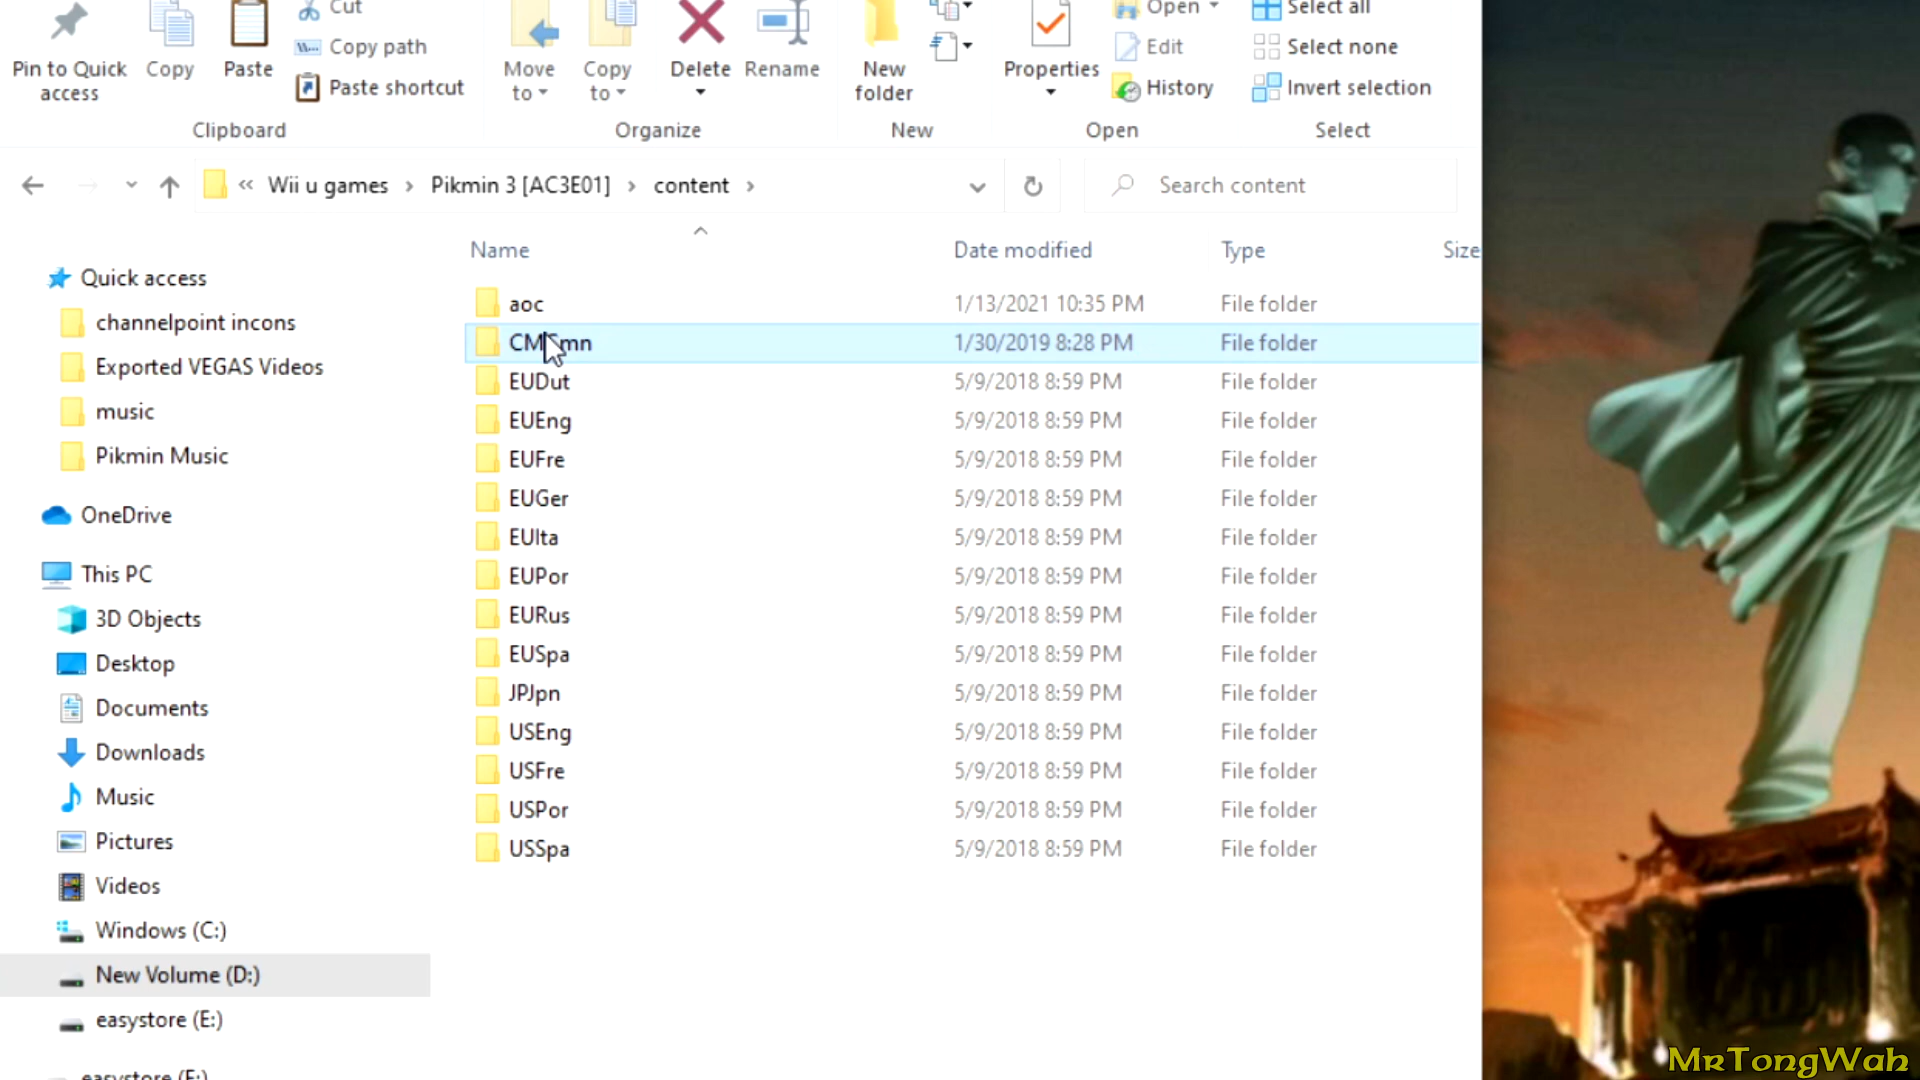 Pin to Quick access
Copy
Paste
Cut
Copy path
Paste shortcut
Clipboard
Move to
Copy to
Delete
Rename
Organize
New folder
New
Properties
Open
Edit
History
Open
Select all
Select none
Invert selection
Select
« Wii u games › Pikmin 3 [AC3E01] › content ›
Search content
Name Date modified Type Size
Quick access
channelpoint incons
Exported VEGAS Videos
music
Pikmin Music
OneDrive
This PC
3D Objects
Desktop
Documents
Downloads
Music
Pictures
Videos
Windows (C:)
New Volume (D:)
easystore (E:)
easystore (E:)
aoc 1/13/2021 10:35 PM File folder
1/30/2019 8:28 PM File folder
EUDut 5/9/2018 8:59 PM File folder
EUEng 5/9/2018 8:59 PM File folder
EUFre 5/9/2018 8:59 PM File folder
EUGer 5/9/2018 8:59 PM File folder
EUIta 5/9/2018 8:59 PM File folder
EUPor 5/9/2018 8:59 PM File folder
EURus 5/9/2018 8:59 PM File folder
EUSpa 5/9/2018 8:59 PM File folder
JPJpn 5/9/2018 8:59 PM File folder
USEng 5/9/2018 8:59 PM File folder
USFre 5/9/2018 8:59 PM File folder
USPor 5/9/2018 8:59 PM File folder
USSpa 5/9/2018 8:59 PM File folder
MrTongWah